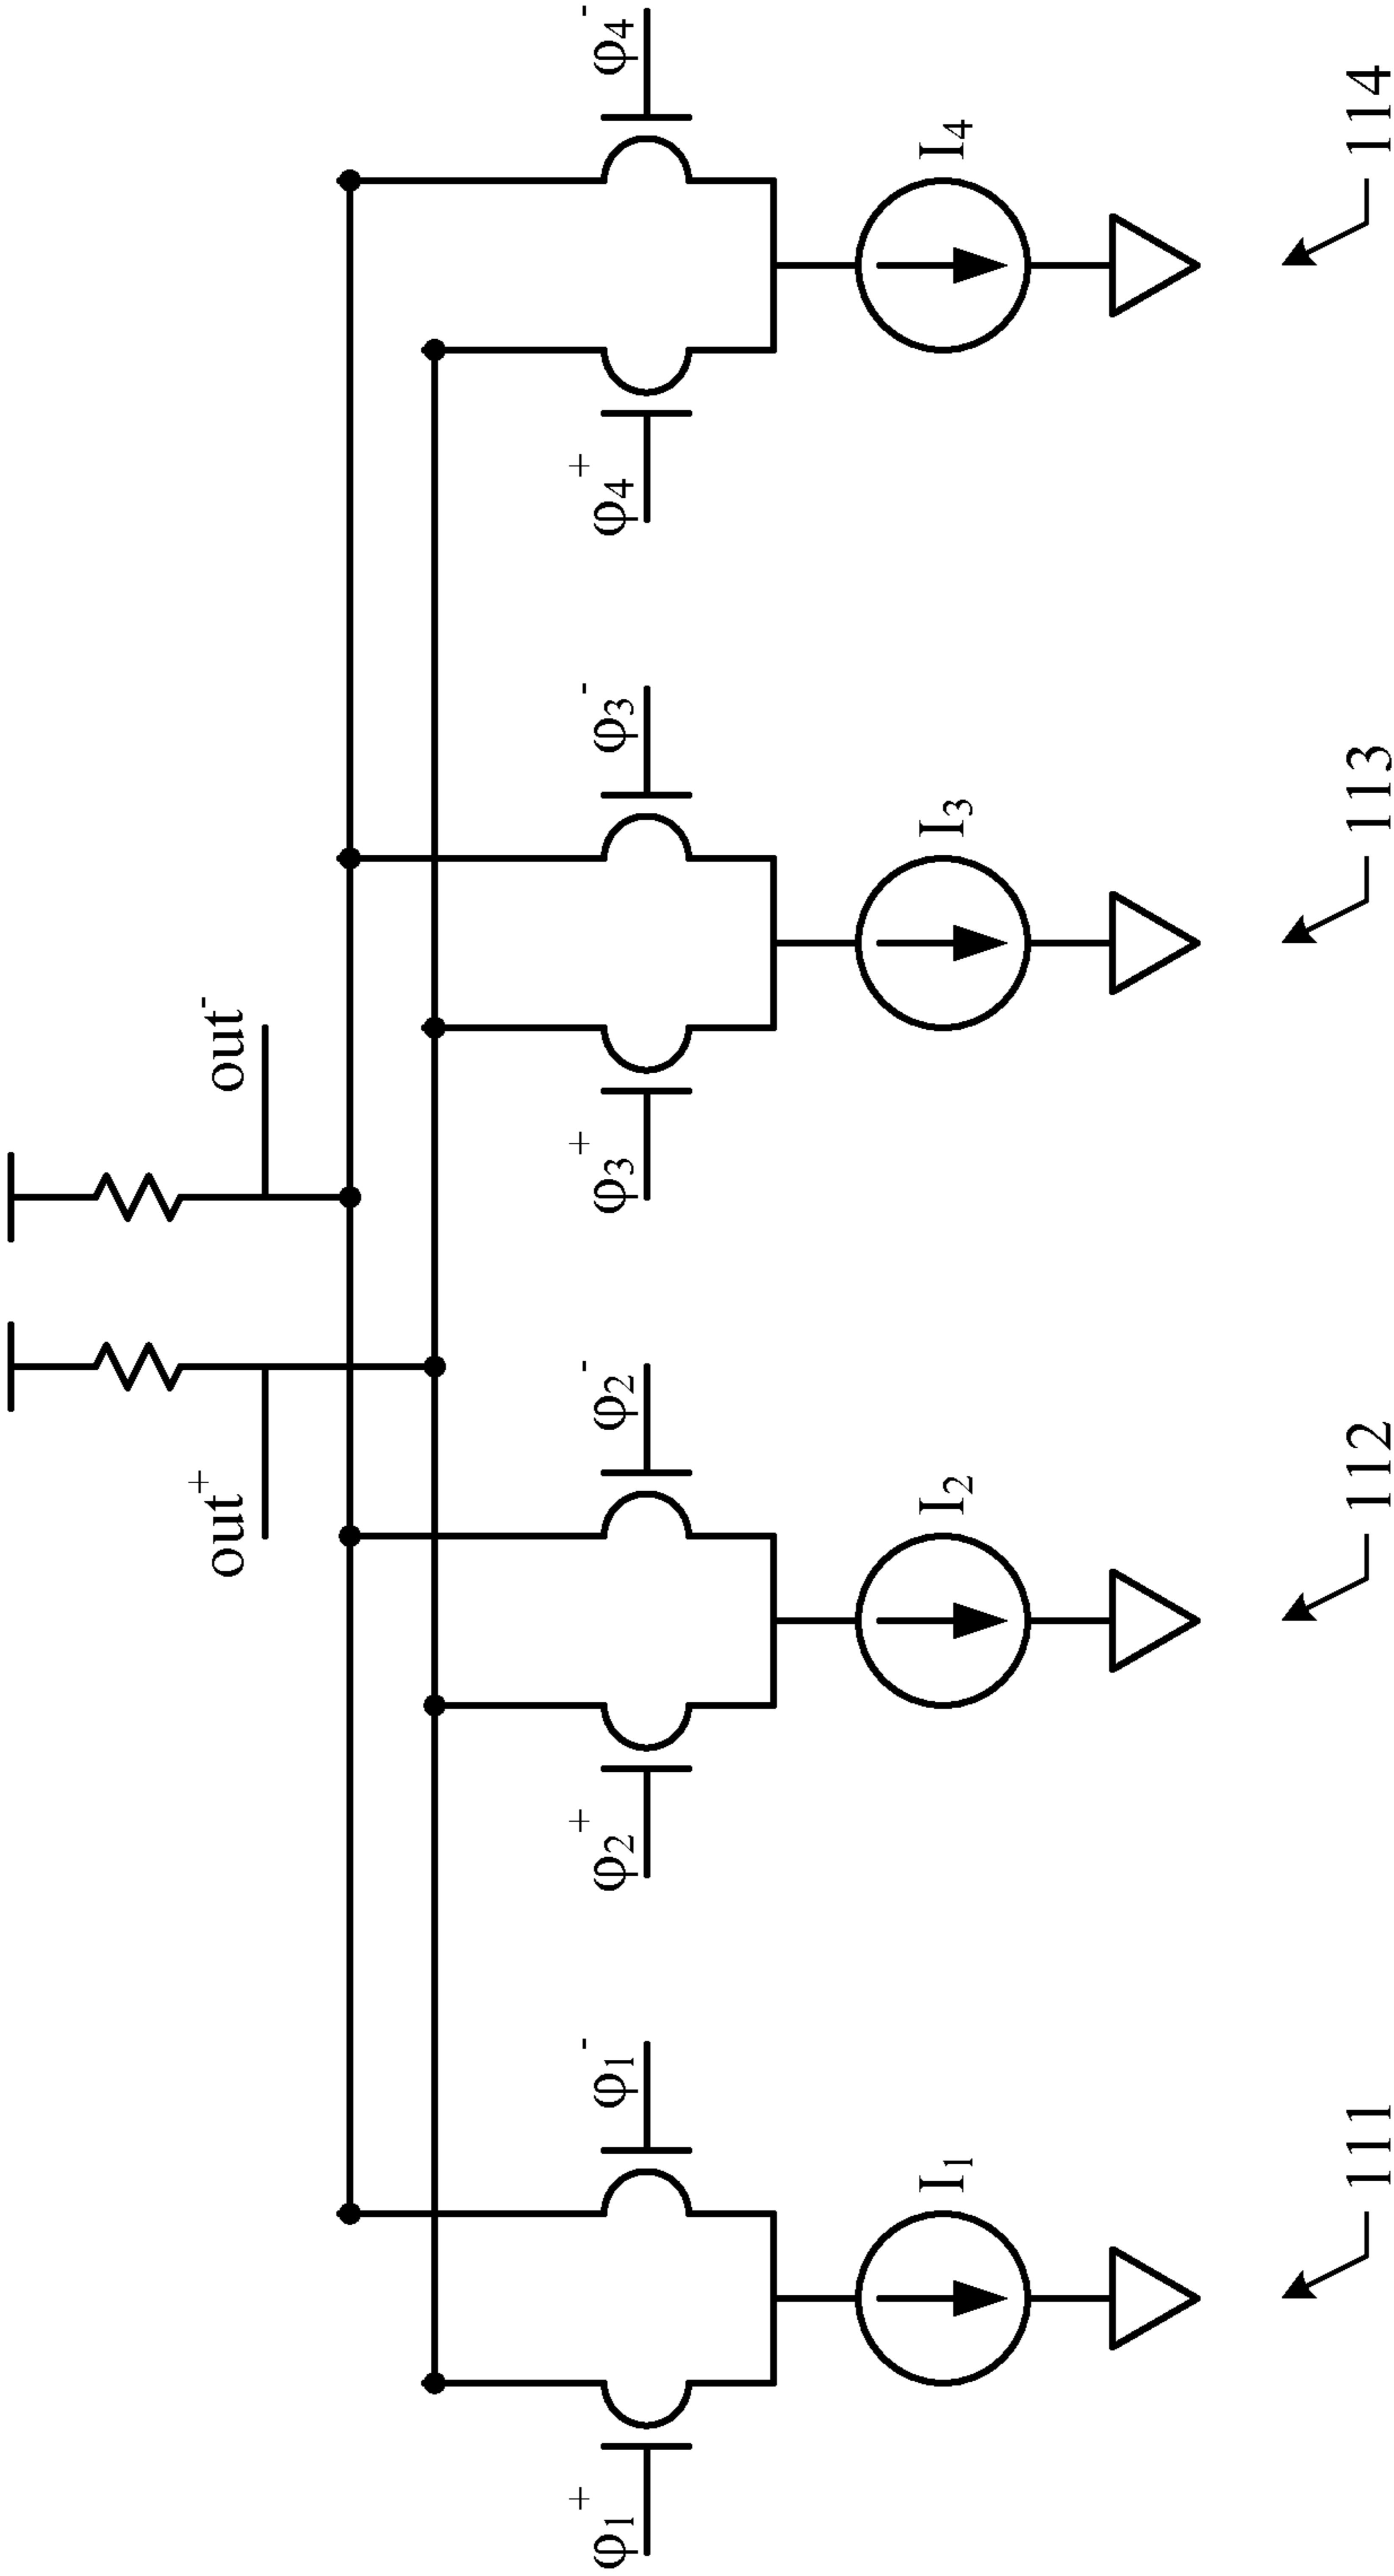 out+ out-
φ1+ φ1- φ2+ φ2- φ3+ φ3- φ4+ φ4-
I1 I2 I3 I4
111 112 113 114